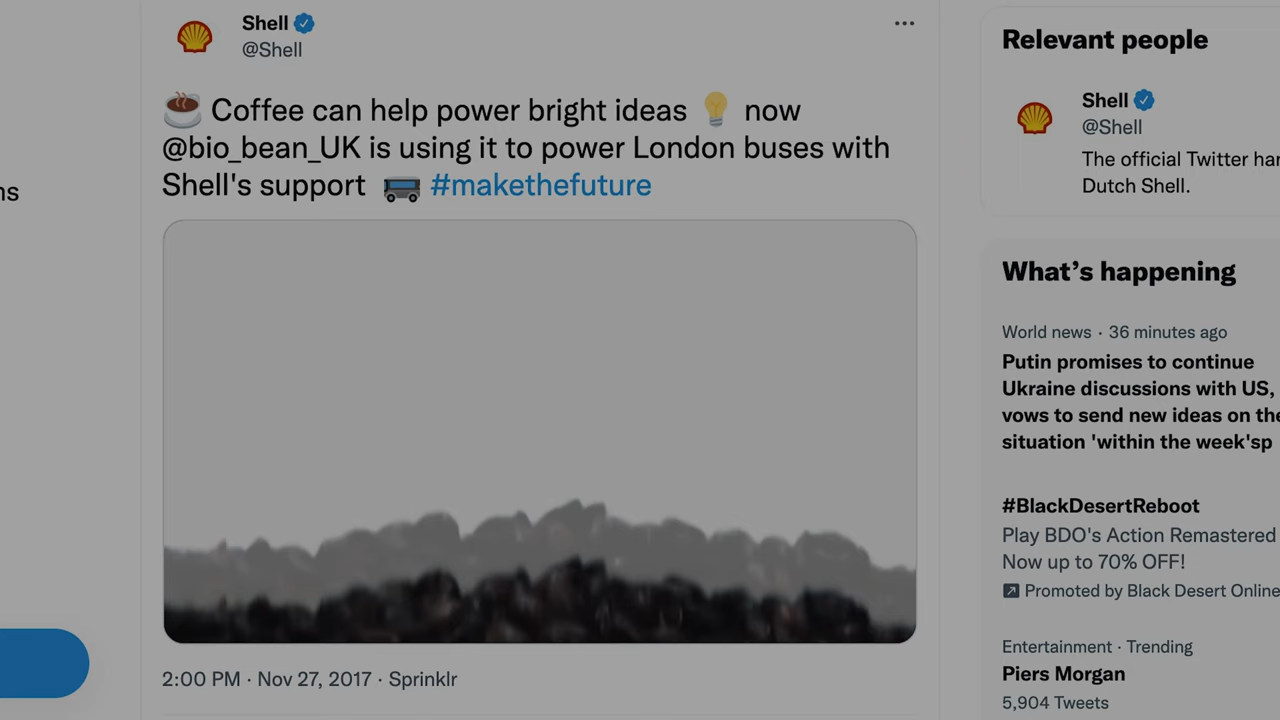 Shell
@Shell
☕ Coffee can help power bright ideas 💡 now
@bio_bean_UK is using it to power London buses with
Shell's support 🚌 #makethefuture
2:00 PM · Nov 27, 2017 · Sprinklr
ns
Relevant people
Shell
@Shell
The official Twitter
Dutch Shell.
What's happening
World news · 36 minutes ago
Putin promises to continue
Ukraine discussions with US,
vows to send new ideas on the
situation 'within the week'sp
#BlackDesertReboot
Play BDO's Action Remastered
Now up to 70% OFF!
Promoted by Black Desert Online
Entertainment · Trending
Piers Morgan
5,904 Tweets